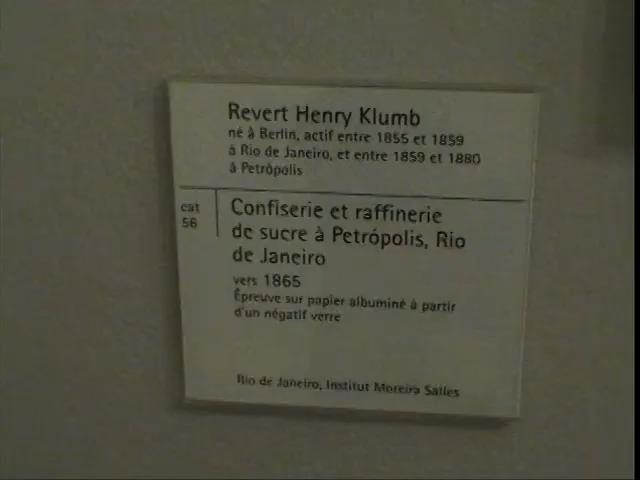 Revert Henry Klumb
né à Berlin, actif entre 1855 et 1859
à Rio de Janeiro, et entre 1859 et 1880
à Petrópolis
cat
56
Confiserie et raffinerie
de sucre à Petrópolis, Rio
de Janeiro
vers 1865
Épreuve sur papier albuminé à partir
d'un négatif verre
Rio de Janeiro, Institut Moreira Salles